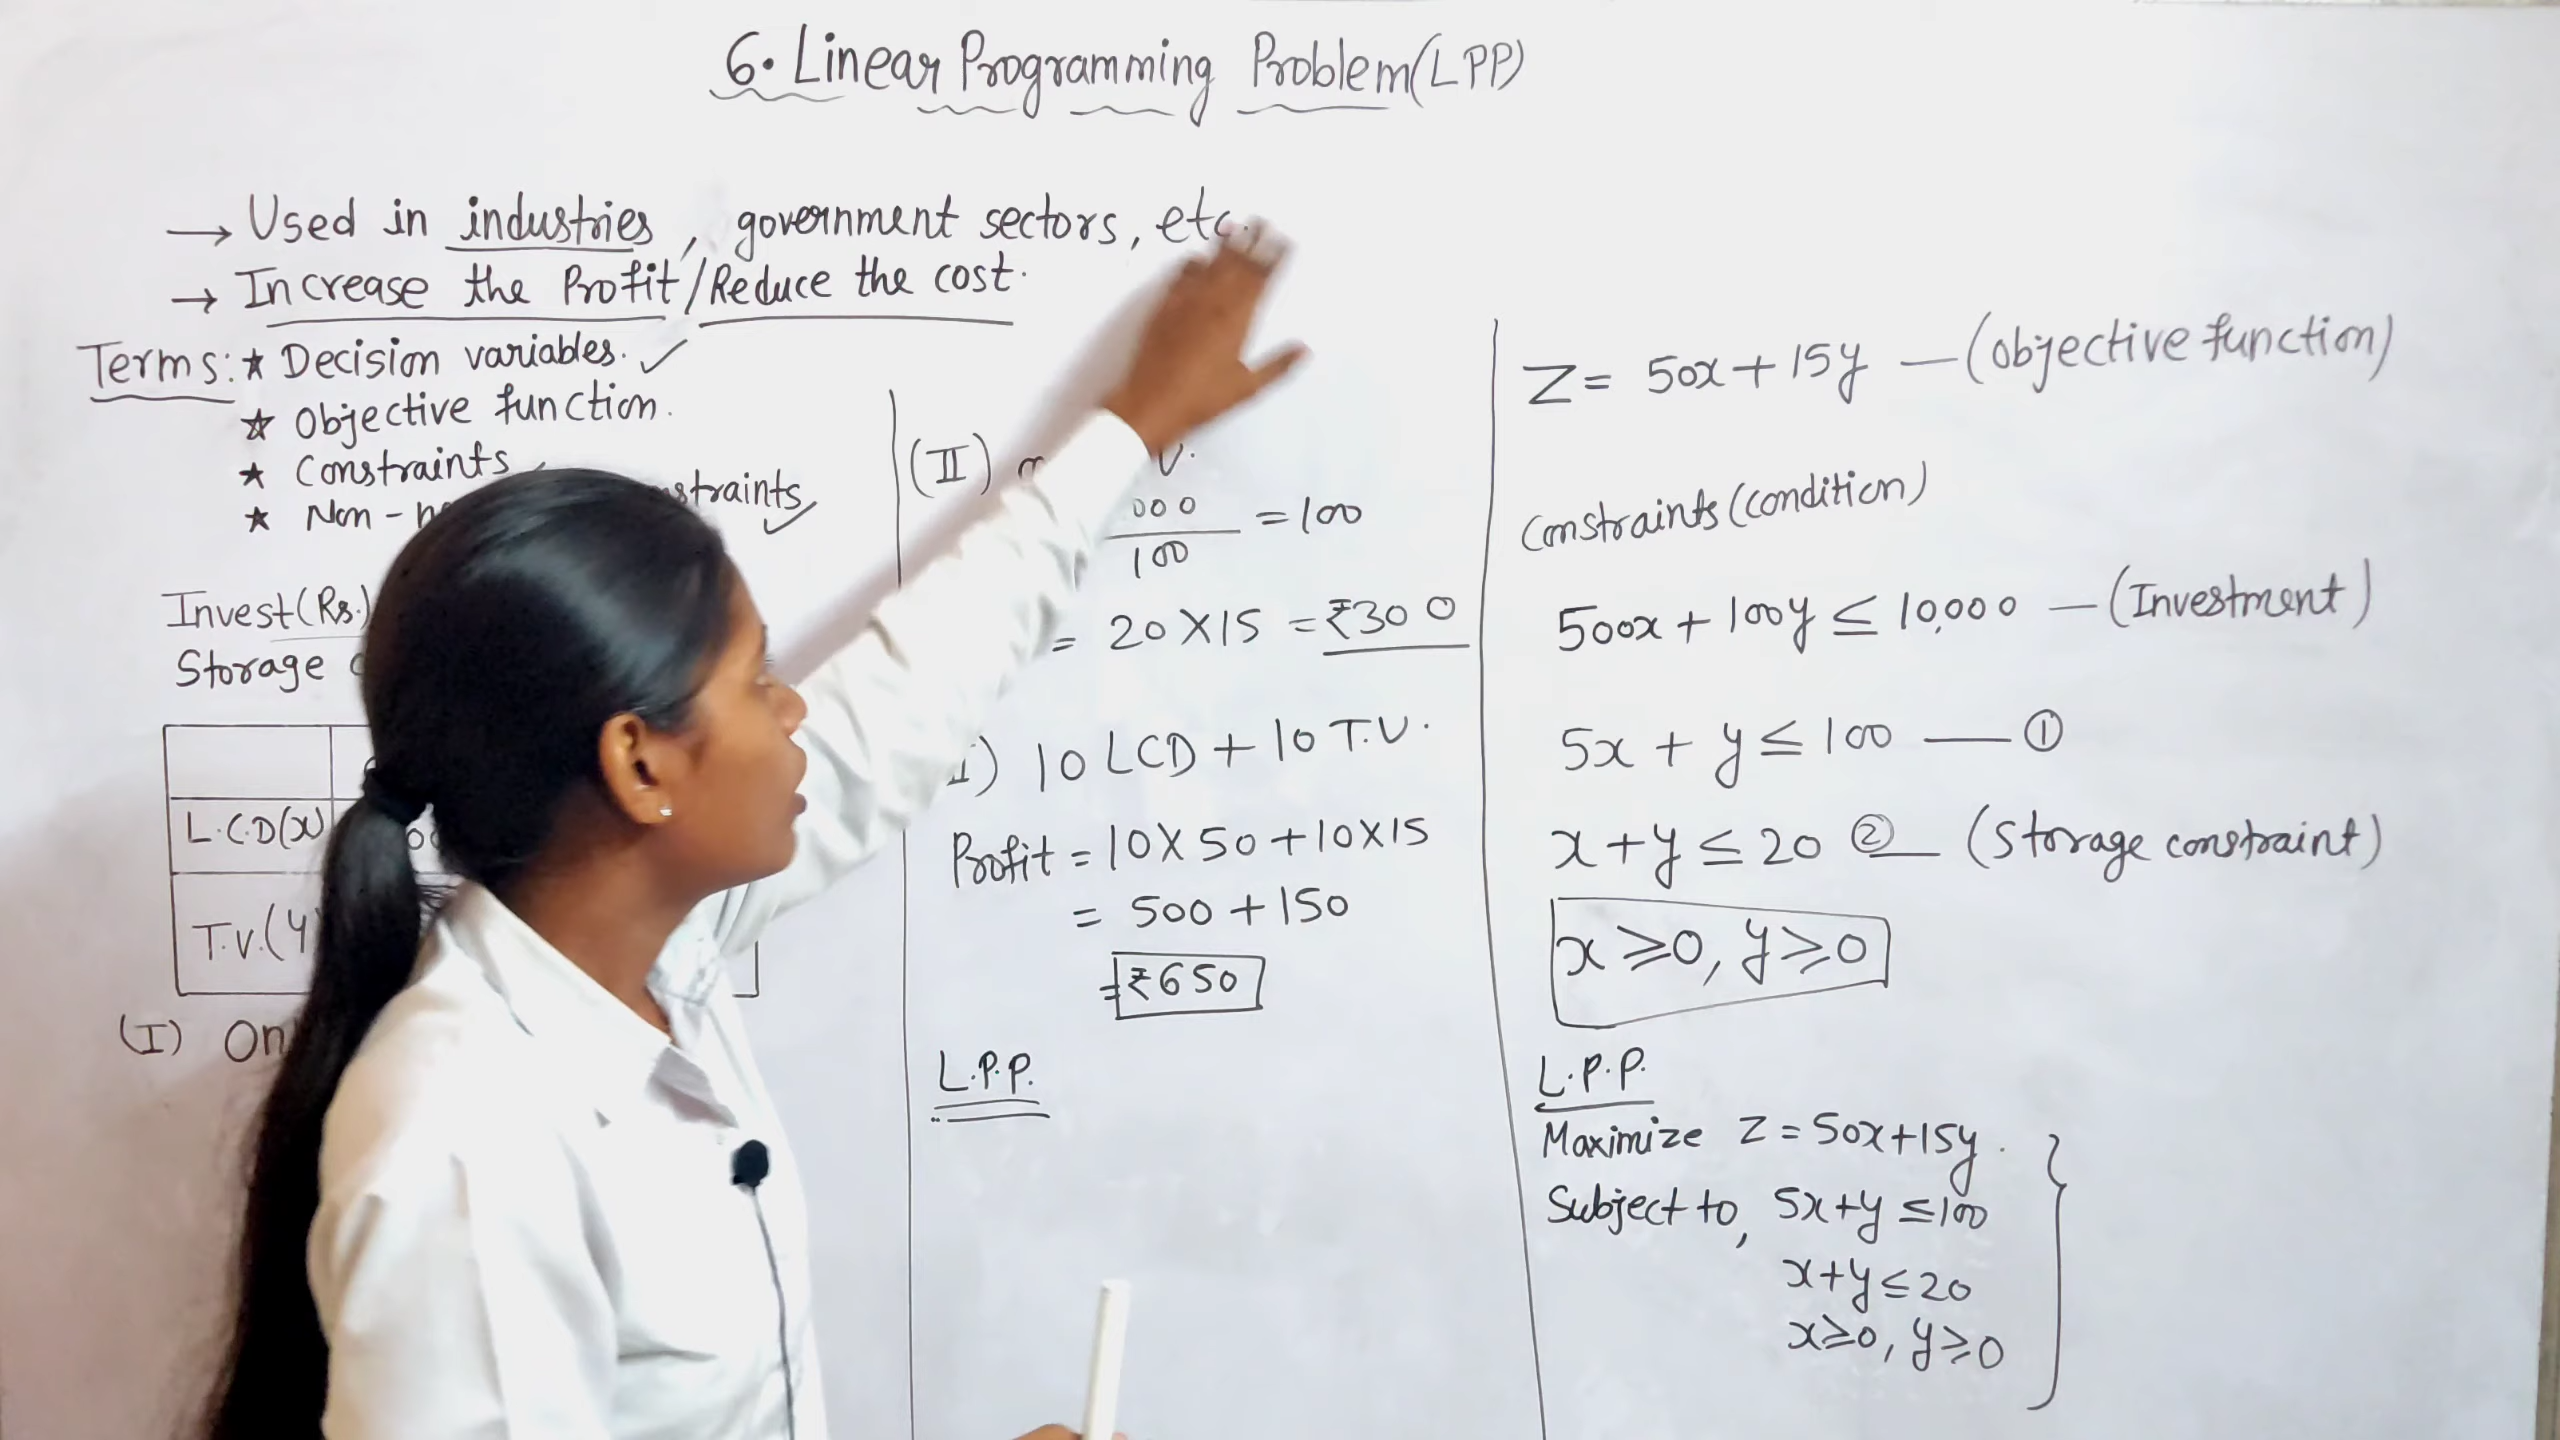 6. Linear Programming Problem (LPP)
→ Used in industries, government sectors, etc.,
→ Increase the Profit/Reduce the cost.
Terms: ★ Decision variables. ✓
★ Objective function.
★ Constraints
★ Non-
✓
Invest(Rs.)
Storage
L.C.D(x)
T.V.(y)
(I)
(II)
V.
000
100
=100
= 20 X 15 = ₹300
) 10 LCD + 10 T.V.
Profit = 10 X 50 + 10 X 15
= 500 + 150
= ₹650
L.P.P.
Z = 50x + 15y — (objective function)
Constraints (condition)
500x + 100y ≤ 10,000 — (Investment)
5x + y ≤ 100 — ①
x + y ≤ 20 ② — (Storage constraint)
x ≥ 0, y ≥ 0
L.P.P.
Maximize Z = 50x+15y.
Subject to, 5x+y ≤ 100
x+y ≤ 20
x≥0, y≥0